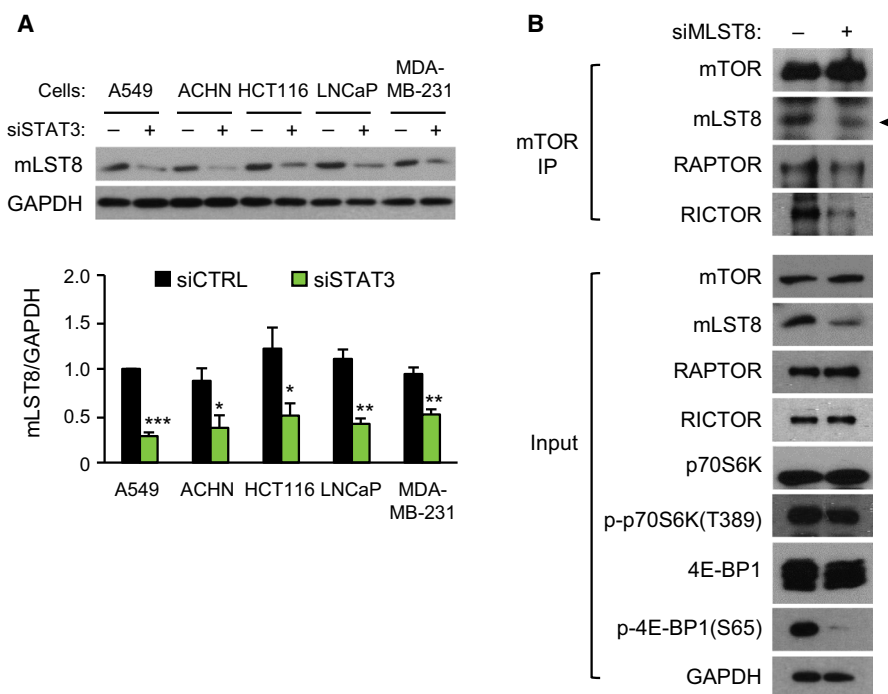 A
Cells: A549 ACHN HCT116 LNCaP MDA-MB-231
siSTAT3: – + – + – + – + – +
mLST8
GAPDH
mLST8/GAPDH
2.0
1.5
1.0
0.5
0
siCTRL siSTAT3
*** * * ** **
A549 ACHN HCT116 LNCaP MDA-MB-231
B
siMLST8: – +
mTOR IP
mTOR
mLST8
RAPTOR
RICTOR
Input
mTOR
mLST8
RAPTOR
RICTOR
p70S6K
p-p70S6K(T389)
4E-BP1
p-4E-BP1(S65)
GAPDH